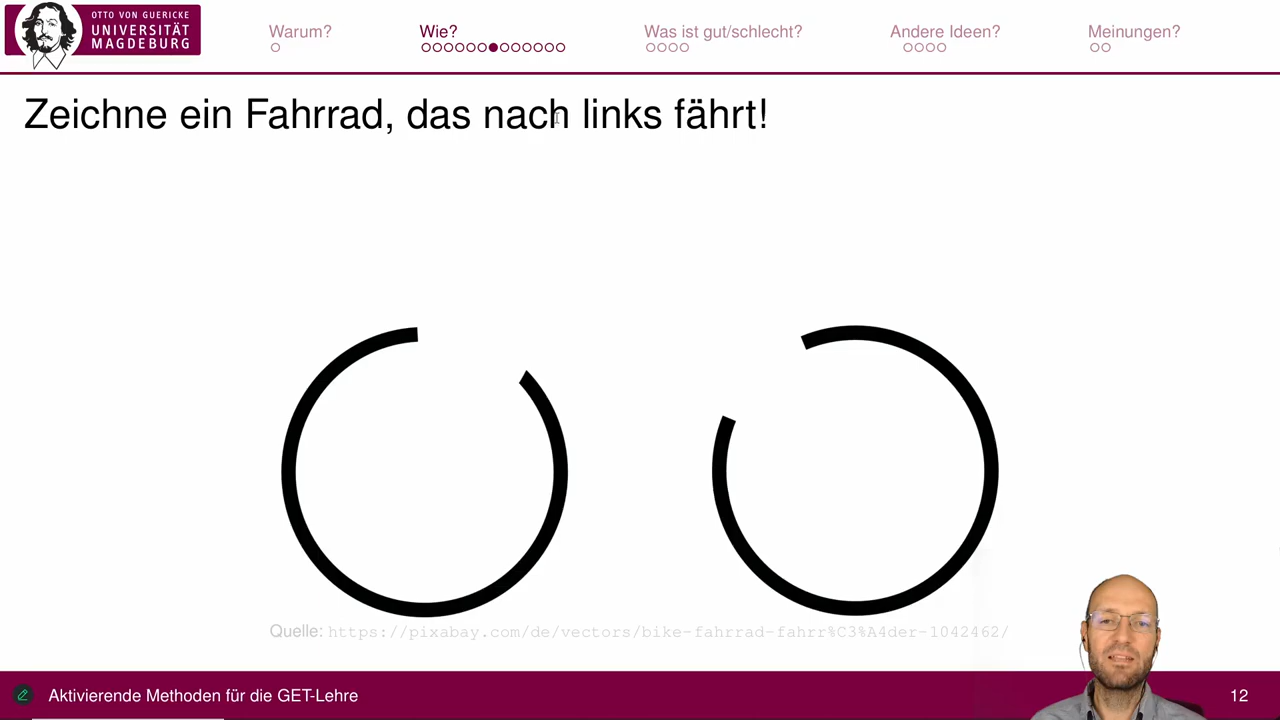 OTTO VON GUERICKE
UNIVERSITÄT
MAGDEBURG
Warum?
Wie?
Was ist gut/schlecht?
Andere Ideen?
Meinungen?
Zeichne ein Fahrrad, das nach links fährt!
Quelle: https://pixabay.com/de/vectors/bike-fahrrad-fahrr%C3%A4der-1042462/
Aktivierende Methoden für die GET-Lehre
12